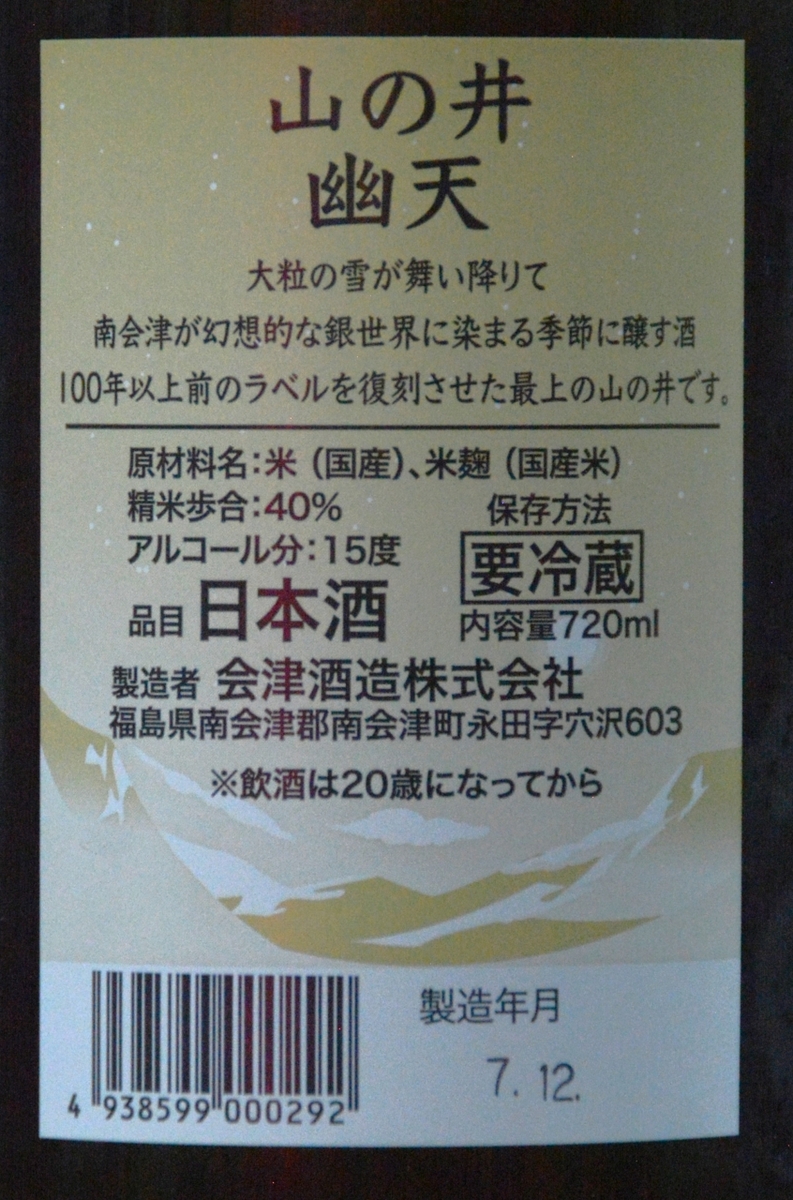 山の井
幽天
大粒の雪が舞い降りて
南会津が幻想的な銀世界に染まる季節に醸す酒
100年以上前のラベルを復刻させた最上の山の井です。
原材料名:米(国産)、米麹(国産米)
精米歩合:40%
保存方法
アルコール分:15度
要冷蔵
品目 日本酒
内容量720ml
製造者 会津酒造株式会社
福島県南会津郡南会津町永田字穴沢603
※飲酒は20歳になってから
製造年月
7.12.
4 938599 000292